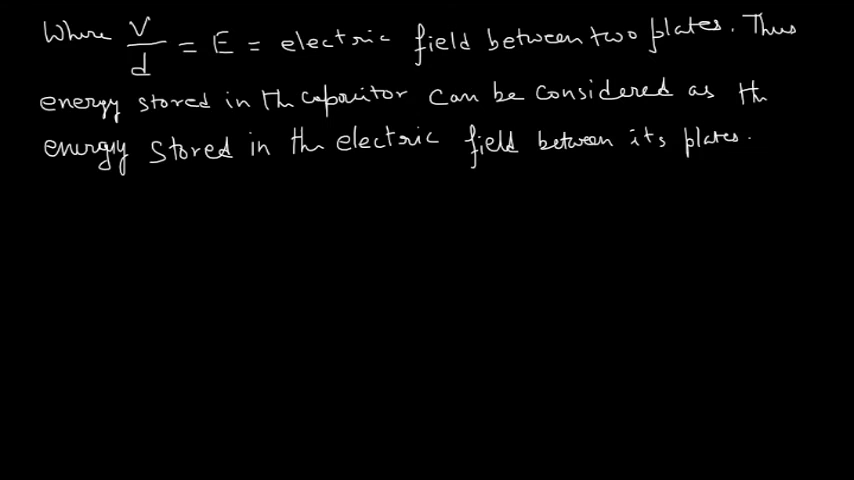 Where V/d = E = electric field between two plates. Thus
energy stored in the capacitor can be considered as the
energy stored in the electric field between its plates.